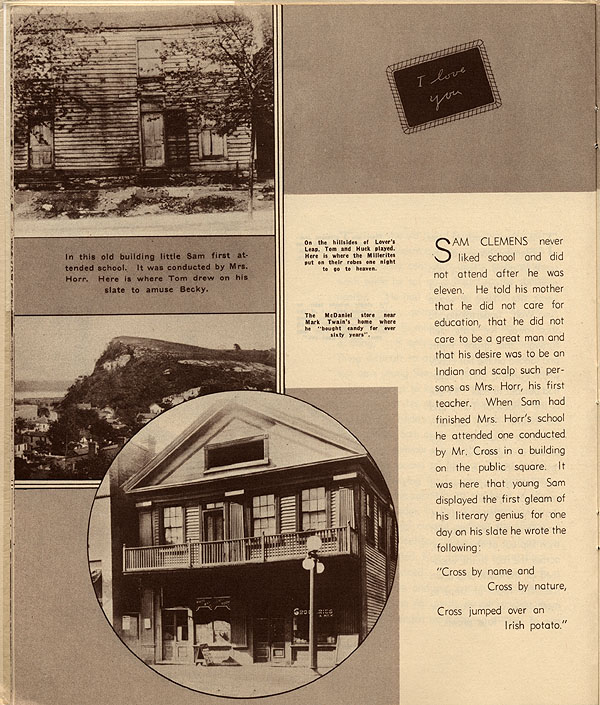 I love
you
In this old building little Sam first at-
tended school. It was conducted by Mrs.
Horr. Here is where Tom drew on his
slate to amuse Becky.
On the hillsides of Lover's
Leap, Tom and Huck played.
Here is where the Millerites
put on their robes one night
to go to heaven.
The McDaniel store near
Mark Twain's home where
he "bought candy for over
sixty years".
SAM CLEMENS never
liked school and did
not attend after he was
eleven. He told his mother
that he did not care for
education, that he did not
care to be a great man and
that his desire was to be an
Indian and scalp such per-
sons as Mrs. Horr, his first
teacher. When Sam had
finished Mrs. Horr's school
he attended one conducted
by Mr. Cross in a building
on the public square. It
was here that young Sam
displayed the first gleam of
his literary genius for one
day on his slate he wrote the
following:
"Cross by name and
Cross by nature,
Cross jumped over an
Irish potato."